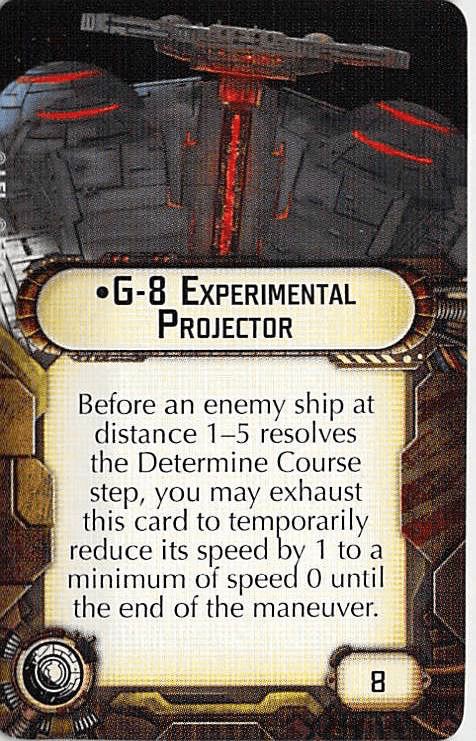 •G-8 Experimental
Projector
Before an enemy ship at
distance 1–5 resolves
the Determine Course
step, you may exhaust
this card to temporarily
reduce its speed by 1 to a
minimum of speed 0 until
the end of the maneuver.
8